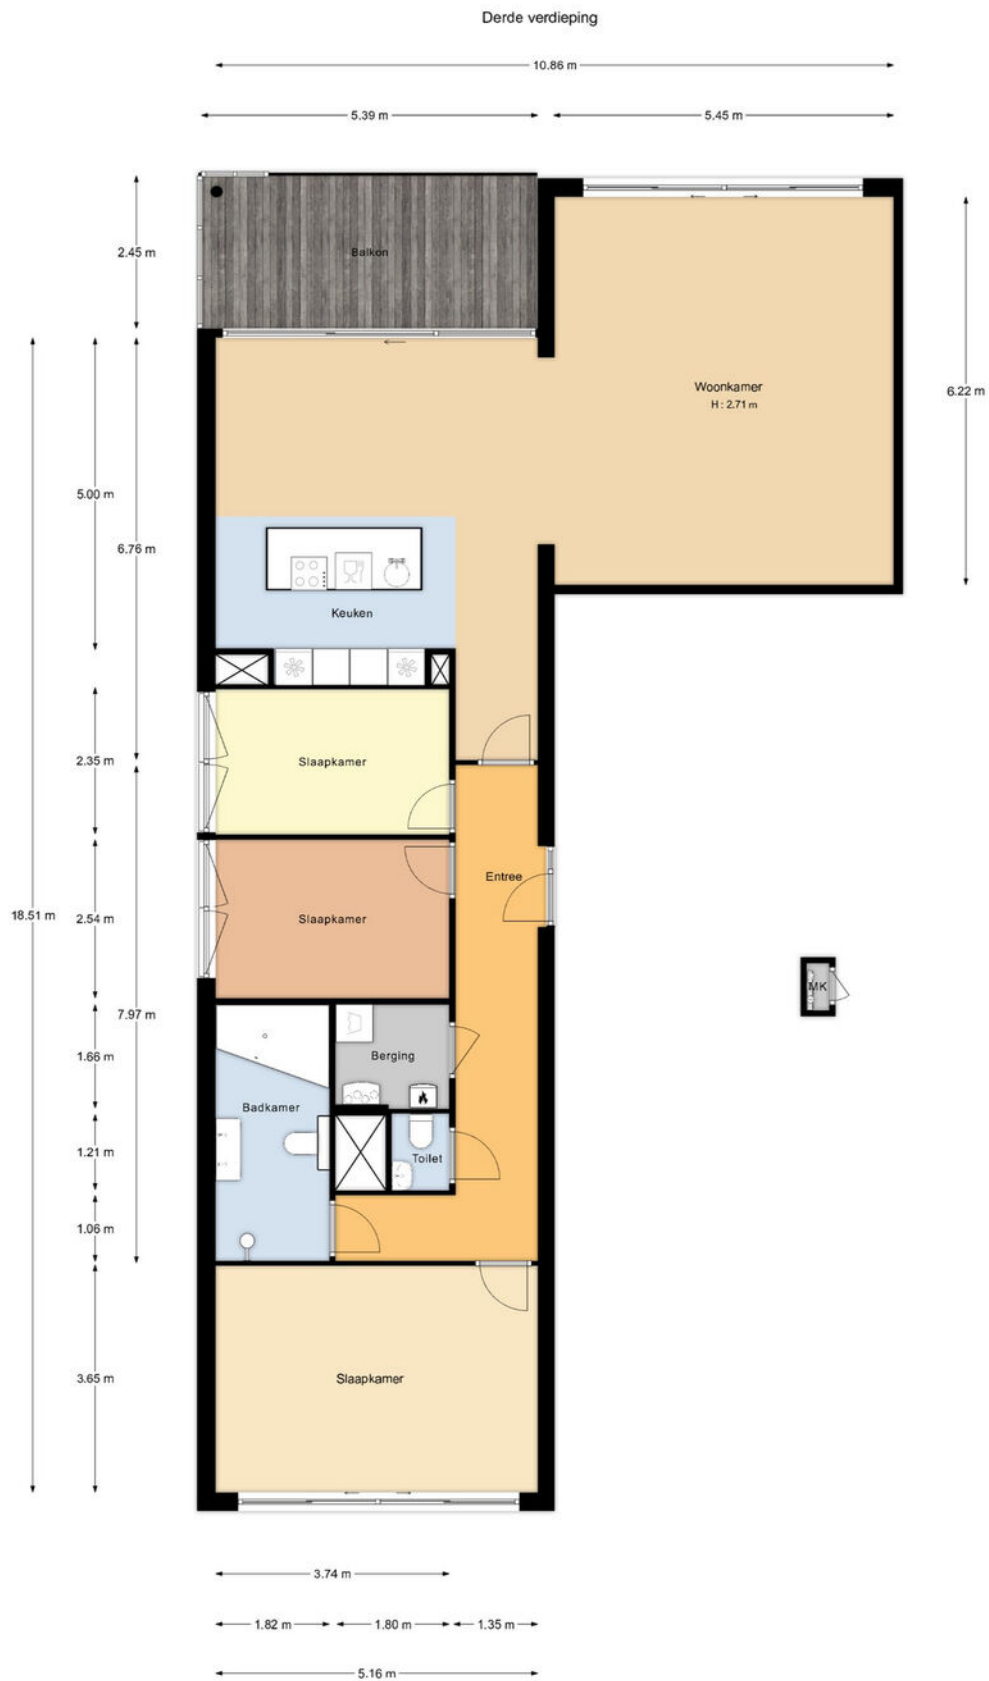 Derde verdieping
10.86 m
5.39 m
5.45 m
2.45 m
Balkon
Woonkamer
H : 2.71 m
6.22 m
5.00 m
6.76 m
Keuken
2.35 m
Slaapkamer
Entree
18.51 m
2.54 m
Slaapkamer
MK
7.97 m
1.66 m
Berging
Badkamer
1.21 m
Toilet
1.06 m
3.65 m
Slaapkamer
3.74 m
1.82 m
1.80 m
1.35 m
5.16 m